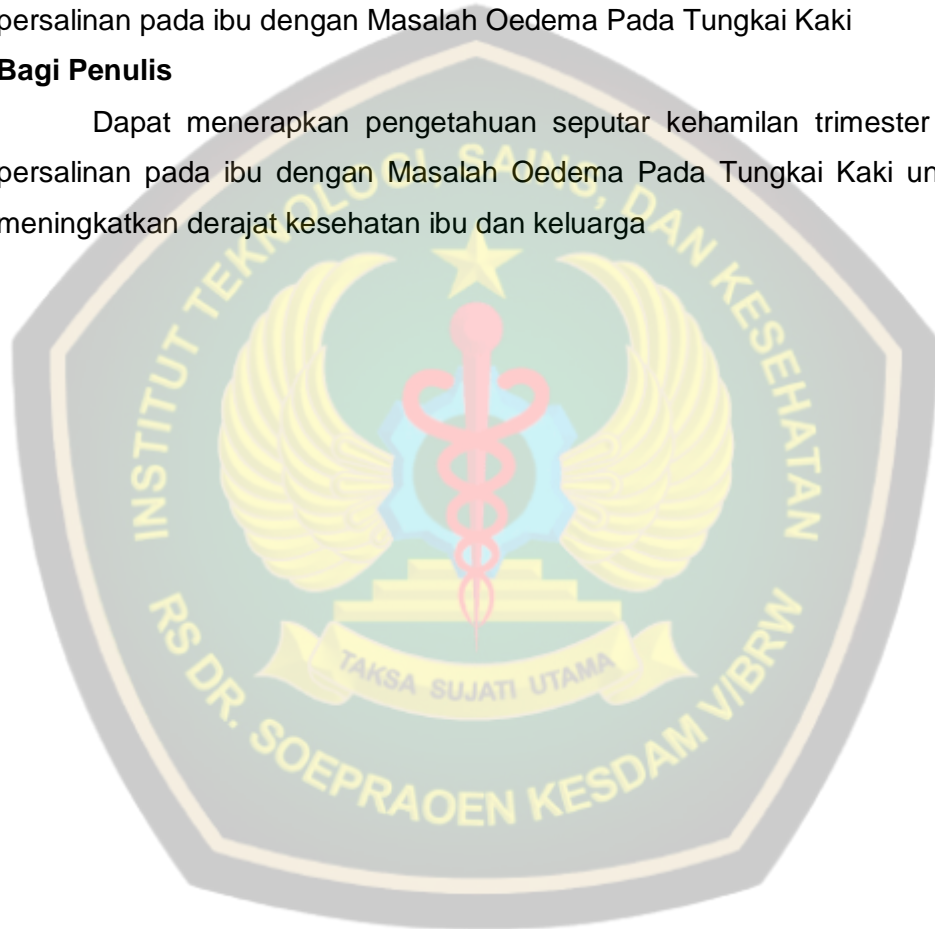 persalinan pada ibu dengan Masalah Oedema Pada Tungkai Kaki
Bagi Penulis
Dapat menerapkan pengetahuan seputar kehamilan trimester
persalinan pada ibu dengan Masalah Oedema Pada Tungkai Kaki un
meningkatkan derajat kesehatan ibu dan keluarga
INSTITUT TEKNOLOGI, SAINS, DAN KESEHATAN
TAKSA SUJATI UTAMA
RS DR. SOEPRAOEN KESDAM V/BRW